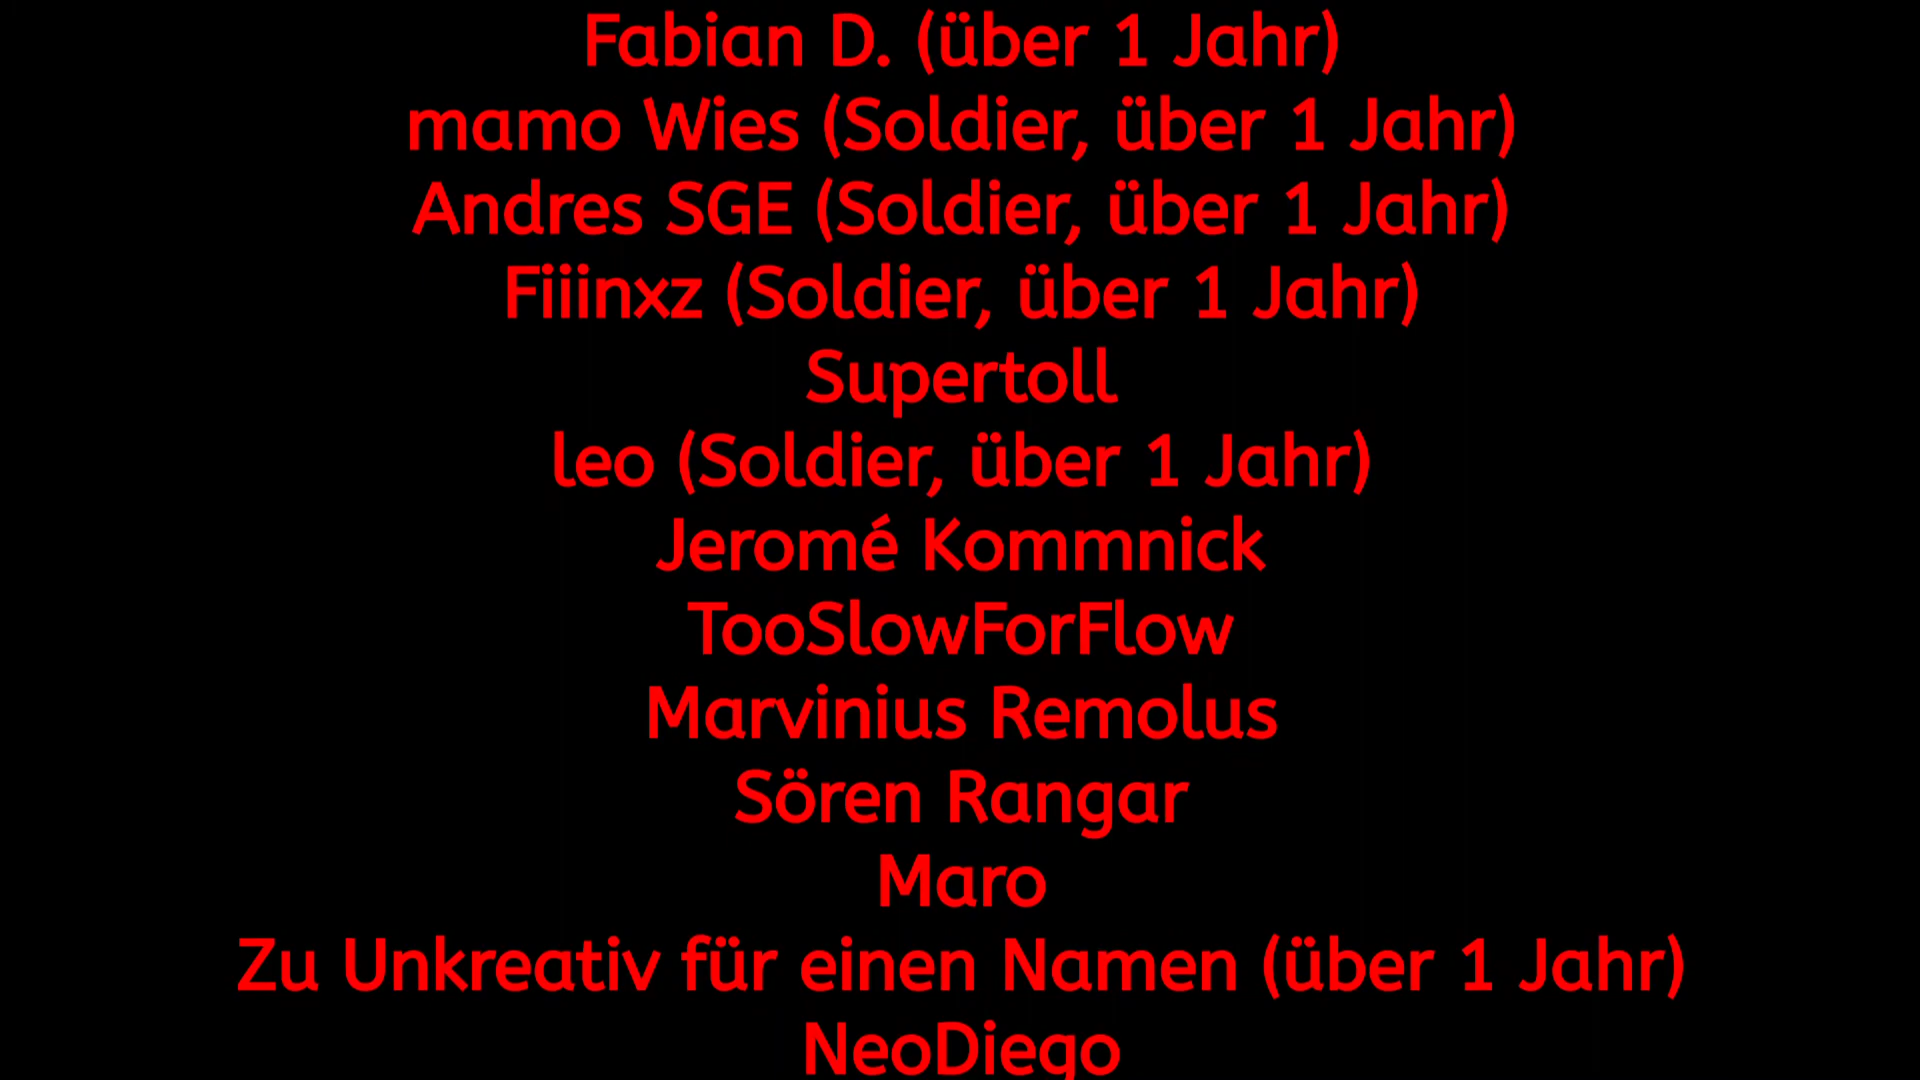 Fabian D. (über 1 Jahr)
mamo Wies (Soldier, über 1 Jahr)
Andres SGE (Soldier, über 1 Jahr)
Fiiinxz (Soldier, über 1 Jahr)
Supertoll
leo (Soldier, über 1 Jahr)
Jeromé Kommnick
TooSlowForFlow
Marvinius Remolus
Sören Rangar
Maro
Zu Unkreativ für einen Namen (über 1 Jahr)
NeoDiego